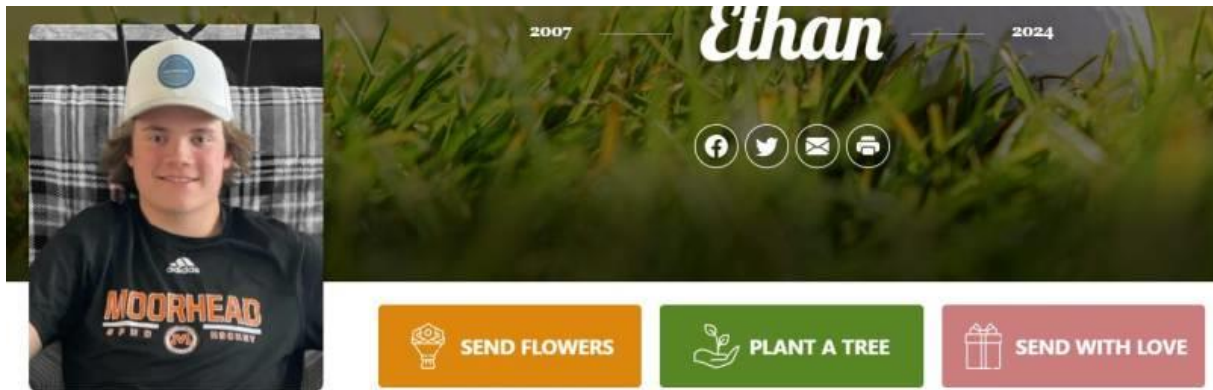 2007
Ethan
2024
adidas
MOORHEAD
HOCKEY
SEND FLOWERS
PLANT A TREE
SEND WITH LOVE